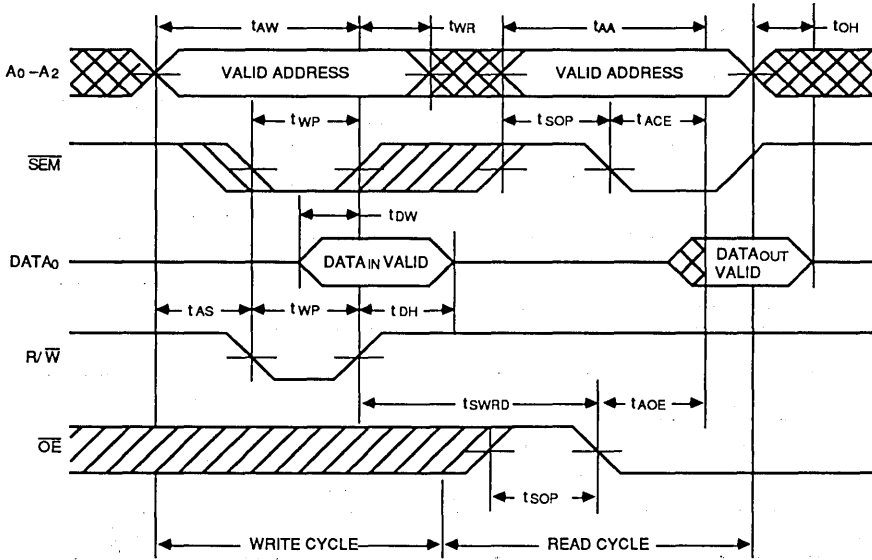 tAW tWR tAA tOH
A0 – A2 VALID ADDRESS VALID ADDRESS
tWP tSOP tACE
SEM
tDW
DATA0 DATAIN VALID DATAOUT VALID
tAS tWP tDH
R/W
tSWRD tAOE
OE
tSOP
WRITE CYCLE READ CYCLE